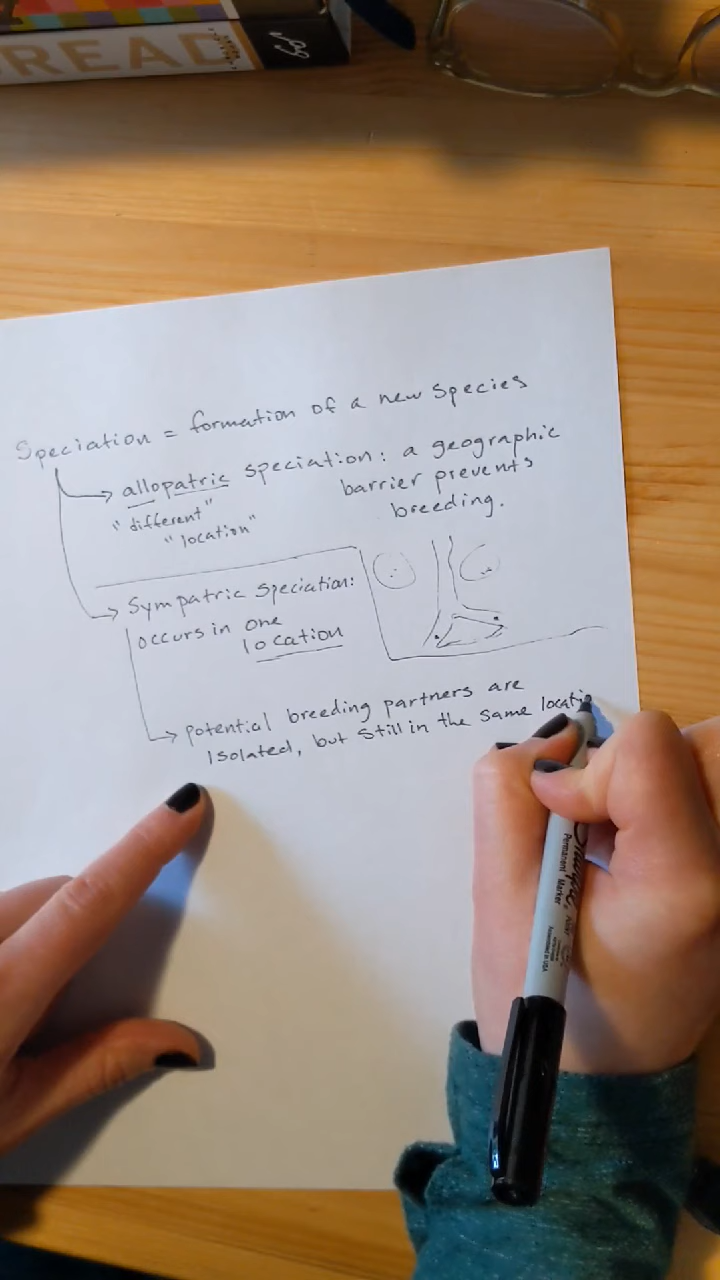 READ
Speciation = formation of a new species
allopatric speciation: a geographic
barrier prevents
breeding.
"different"
"location"
Sympatric Speciation:
occurs in one
location
potential breeding partners are
Isolated, but still in the same locati
Sharpie
Permanent Marker